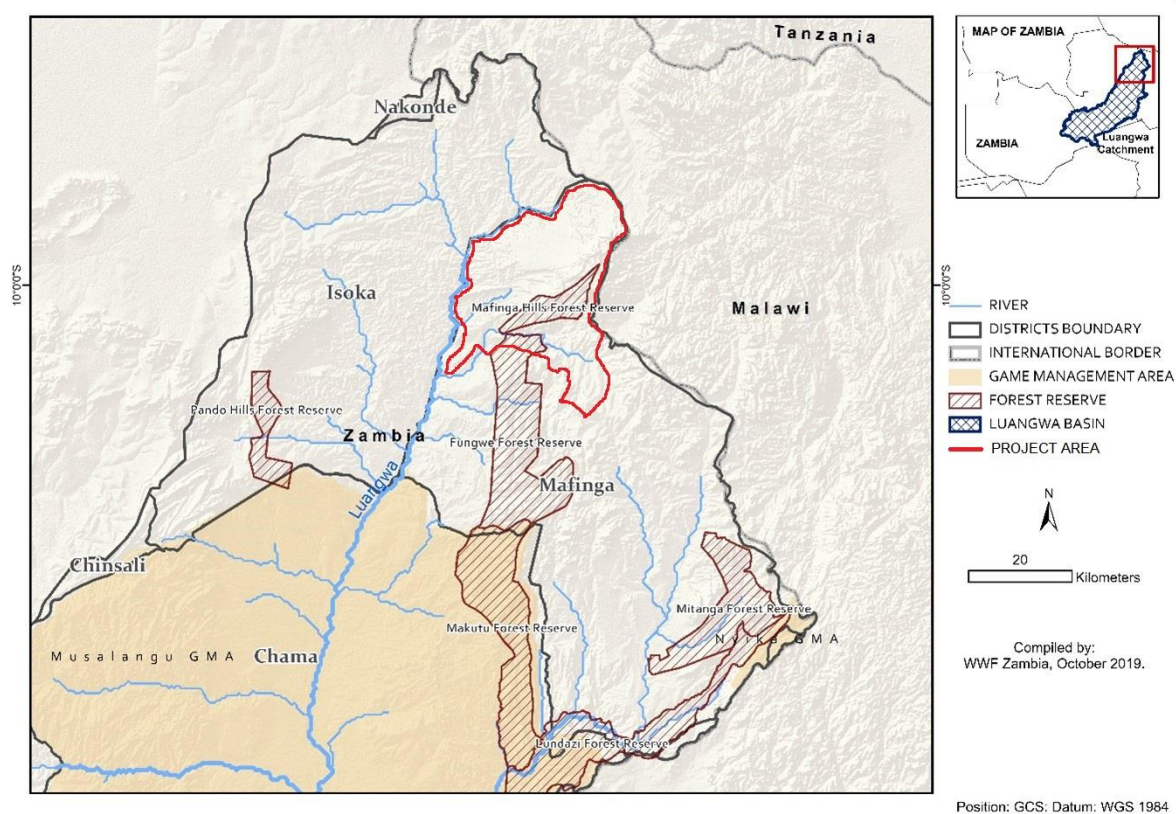 Tanzania
Nakonde
10°0'0"S
10°0'0"S
Isoka
Malawi
Mafinga Hills Forest Reserve
Pando Hills Forest Reserve
Zambia
Fungwe Forest Reserve
Luangwa
Mafinga
Chinsali
Mitanga Forest Reserve
Makutu Forest Reserve
Nyika GMA
Musalangu GMA
Chama
Lundazi Forest Reserve
MAP OF ZAMBIA
ZAMBIA
Luangwa
Catchment
RIVER
DISTRICTS BOUNDARY
INTERNATIONAL BORDER
GAME MANAGEMENT AREA
FOREST RESERVE
LUANGWA BASIN
PROJECT AREA
N
20
Kilometers
Compiled by:
WWF Zambia, October 2019.
Position: GCS: Datum: WGS 1984